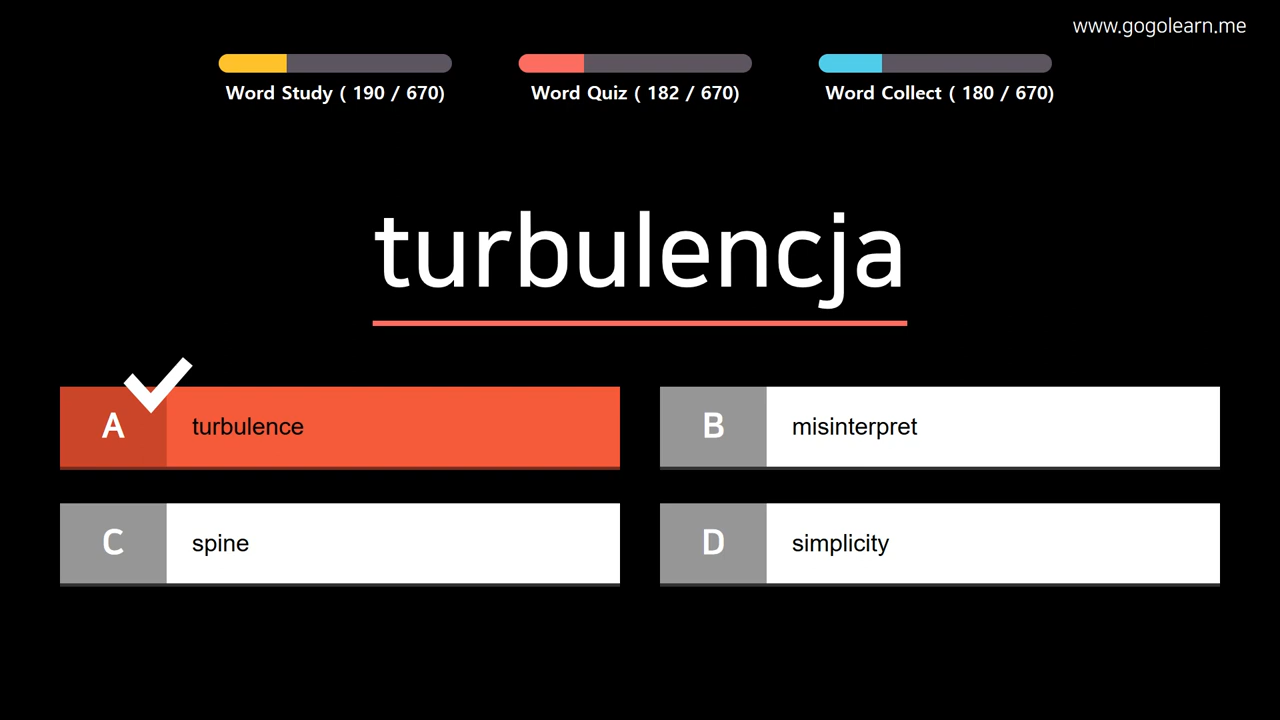 www.gogolearn.me
Word Study ( 190 / 670)
Word Quiz ( 182 / 670)
Word Collect ( 180 / 670)
turbulencja
A turbulence
B misinterpret
C spine
D simplicity